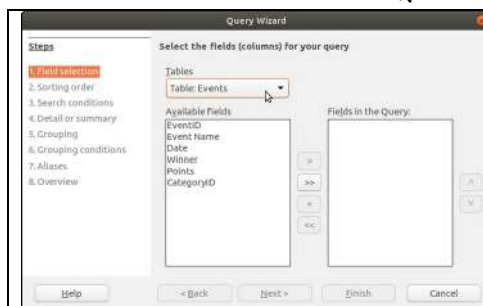 Query Wizard
Steps
1. Field selection
2. Sorting order
3. Search conditions
4. Detail or summary
5. Grouping
6. Grouping conditions
7. Aliases
8. Overview
Select the fields (columns) for your query
Tables
Table: Events
Available Fields
EventID
Event Name
Date
Winner
Points
CategoryID
>
>>
<
<<
Fields in the Query:
Help
< Back
Next >
Finish
Cancel